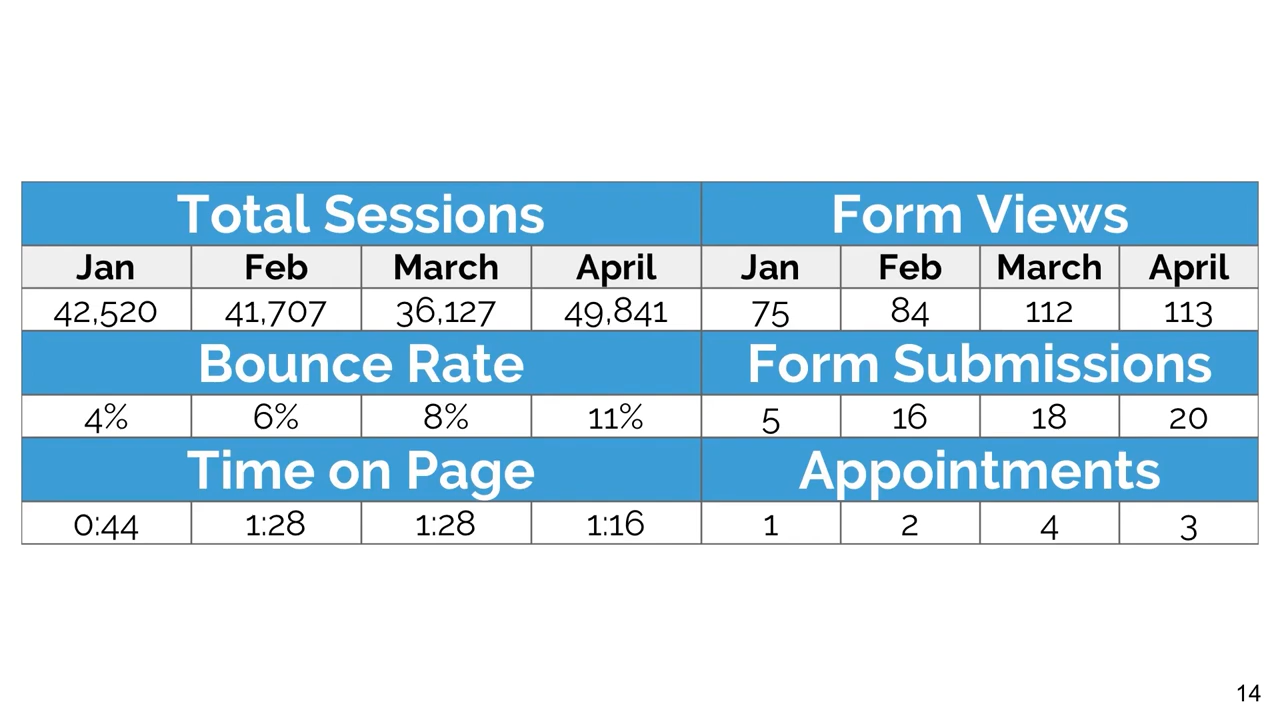 Total Sessions Form Views
Jan Feb March April Jan Feb March April
42,520 41,707 36,127 49,841 75 84 112 113
Bounce Rate Form Submissions
4% 6% 8% 11% 5 16 18 20
Time on Page Appointments
0:44 1:28 1:28 1:16 1 2 4 3
14